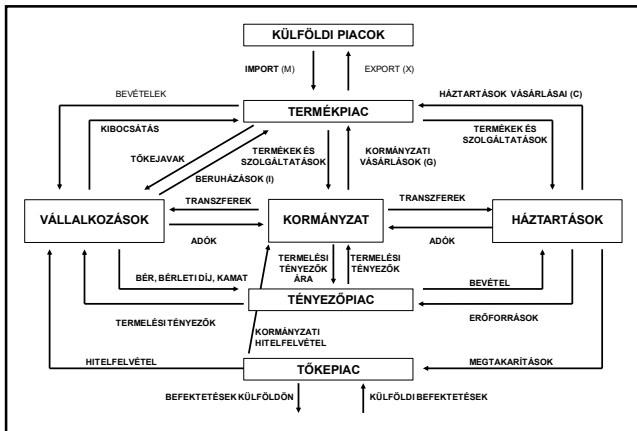 KÜLFÖLDI PIACOK
IMPORT (M)
EXPORT (X)
BEVÉTELEK
HÁZTARTÁSOK VÁSÁRLÁSAI (C)
TERMÉKPIAC
KIBOCSÁTÁS
TŐKEJAVAK
TERMÉKEK ÉS
SZOLGÁLTATÁSOK
KORMÁNYZATI
VÁSÁRLÁSOK (G)
TERMÉKEK ÉS
SZOLGÁLTATÁSOK
BERUHÁZÁSOK (I)
TRANSZFEREK
TRANSZFEREK
VÁLLALKOZÁSOK
KORMÁNYZAT
HÁZTARTÁSOK
ADÓK
ADÓK
TERMELÉSI
TÉNYEZŐK
ÁRA
TERMELÉSI
TÉNYEZŐK
BÉR, BÉRLETI DÍJ, KAMAT
BEVÉTEL
TÉNYEZŐPIAC
TERMELÉSI TÉNYEZŐK
ERŐFORRÁSOK
KORMÁNYZATI
HITELFELVÉTEL
HITELFELVÉTEL
MEGTAKARÍTÁSOK
TŐKEPIAC
BEFEKTETÉSEK KÜLFÖLDÖN
KÜLFÖLDI BEFEKTETÉSEK